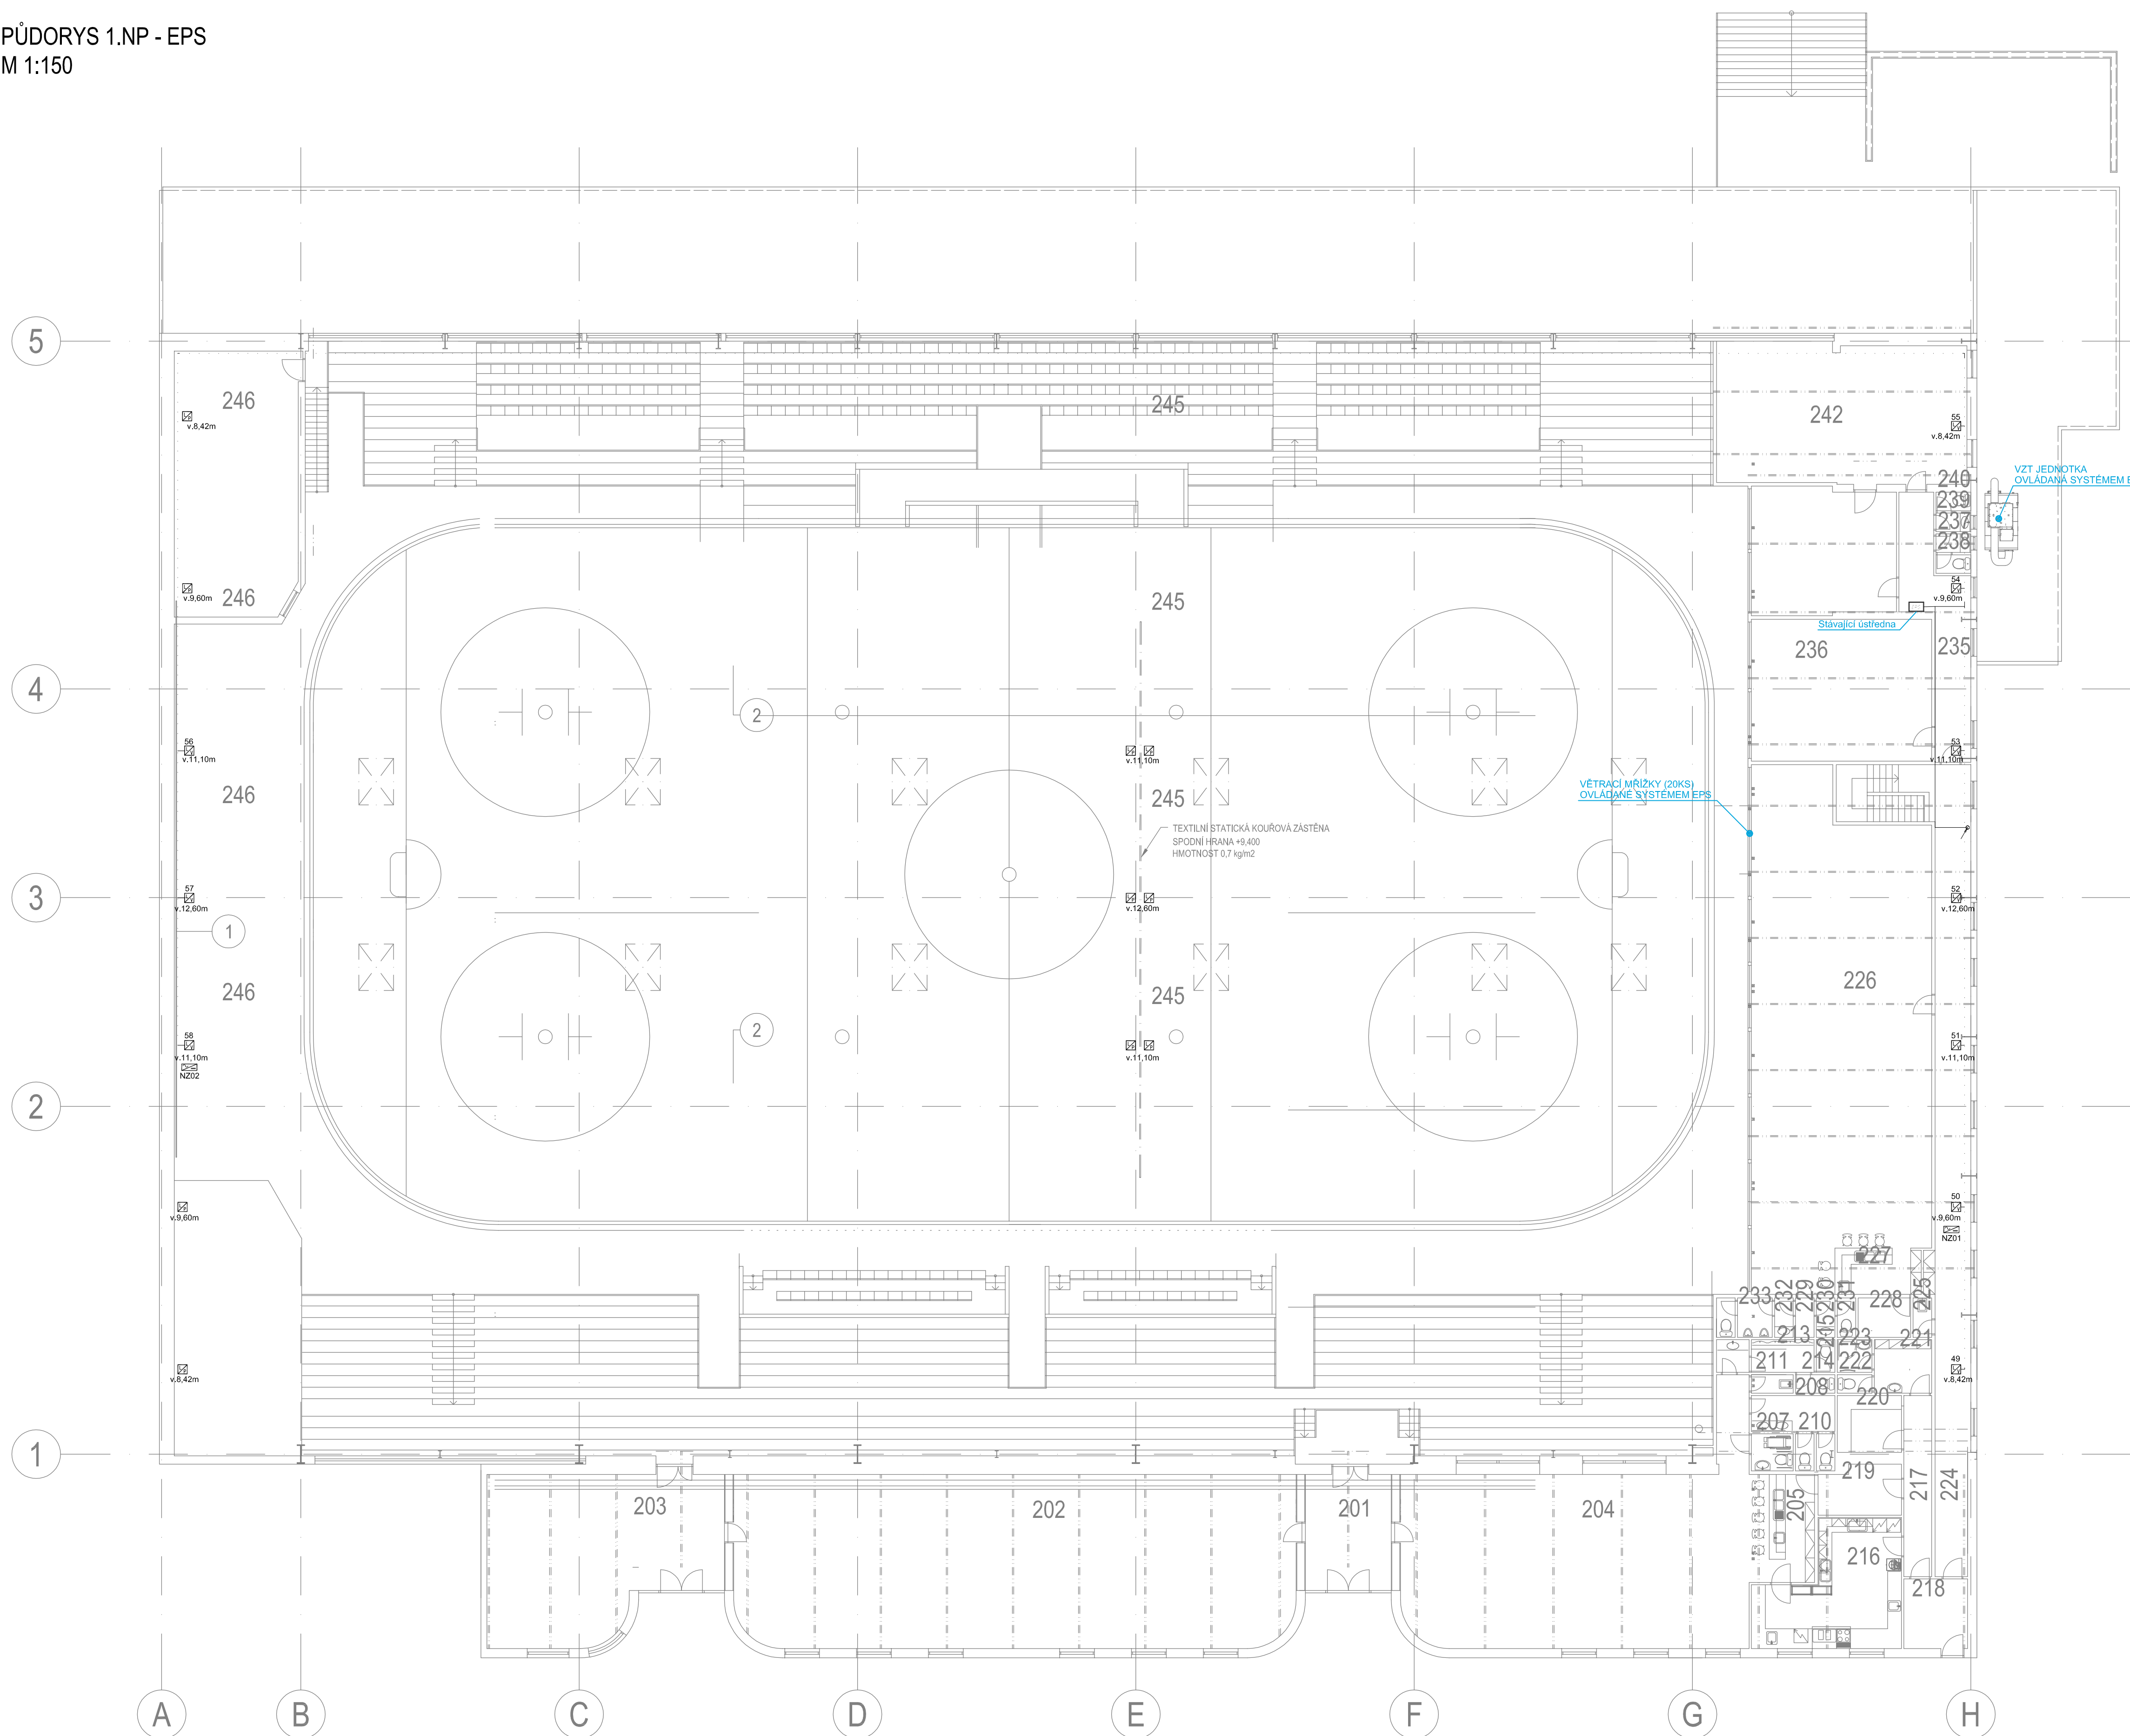 PŮDORYS 1.NP - EPS
M 1:150
5
246
245
242
55
v.8,42m
v.8,42m
240
239
237
238
VZT JEDNOTKA
OVLÁDANÁ SYSTÉMEM E
246
v.9,60m
245
54
v.9,60m
Stávající ústředna
236
235
4
2
56
v.11,10m
v.11,10m
53
v.11,10m
246
245
VĚTRACÍ MŘÍŽKY (20KS)
OVLÁDANÉ SYSTÉMEM EPS
TEXTILNÍ STATICKÁ KOUŘOVÁ ZÁSTĚNA
SPODNÍ HRANA +9,400
HMOTNOST 0,7 kg/m2
3
57
v.12,60m
v.12,60m
52
v.12,60m
1
246
245
226
2
58
v.11,10m
NZ02
v.11,10m
51
v.11,10m
2
v.9,60m
50
v.9,60m
NZ01
227
233
232
229
230
231
228
225
213
215
223
221
211
214
222
49
v.8,42m
v.8,42m
208
220
207
210
1
219
217
224
203
202
201
204
205
216
218
A
B
C
D
E
F
G
H